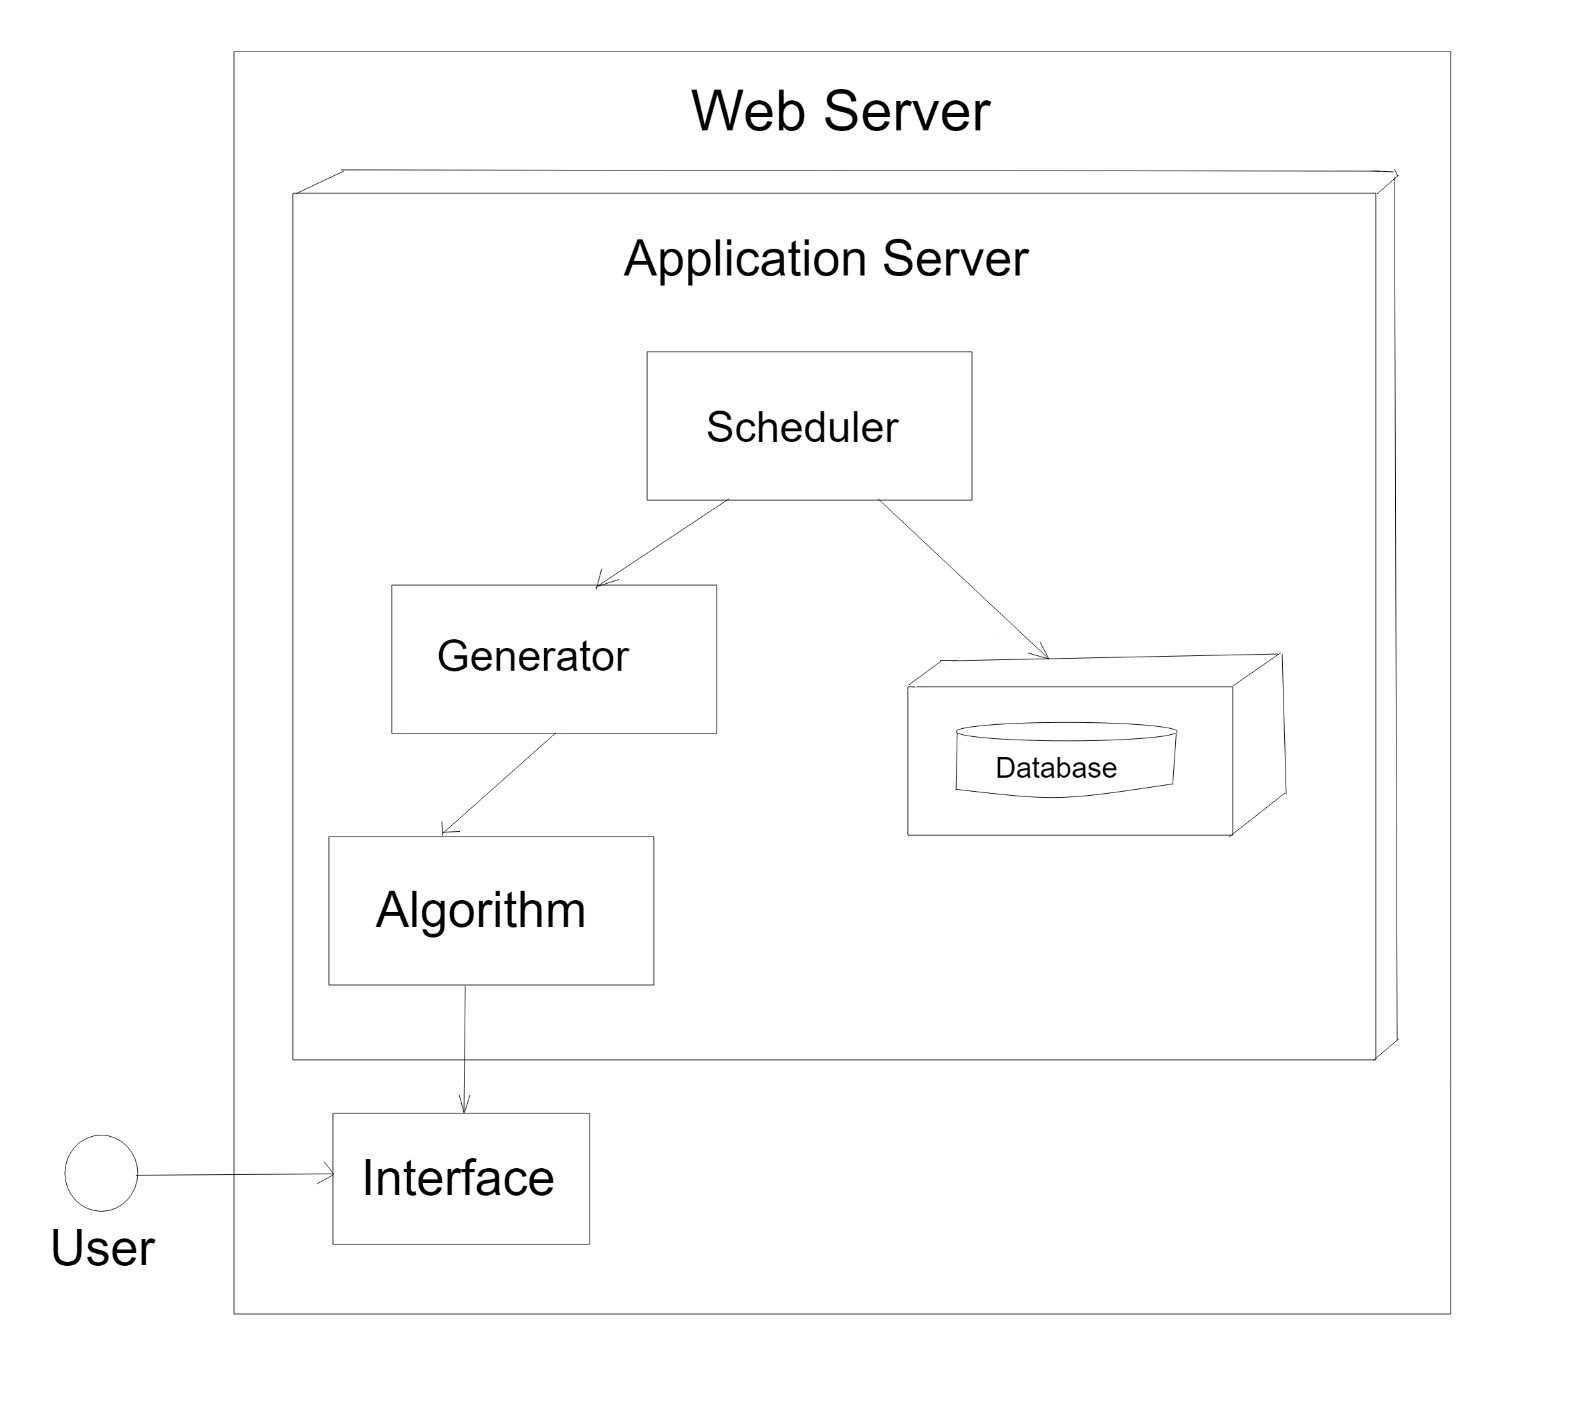 Web Server
Application Server
Scheduler
Generator
Database
Algorithm
Interface
User